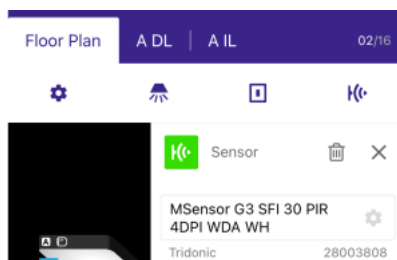 Floor Plan A DL A IL 02/16
Sensor
MSensor G3 SFI 30 PIR
4DPI WDA WH
Tridonic 28003808
A